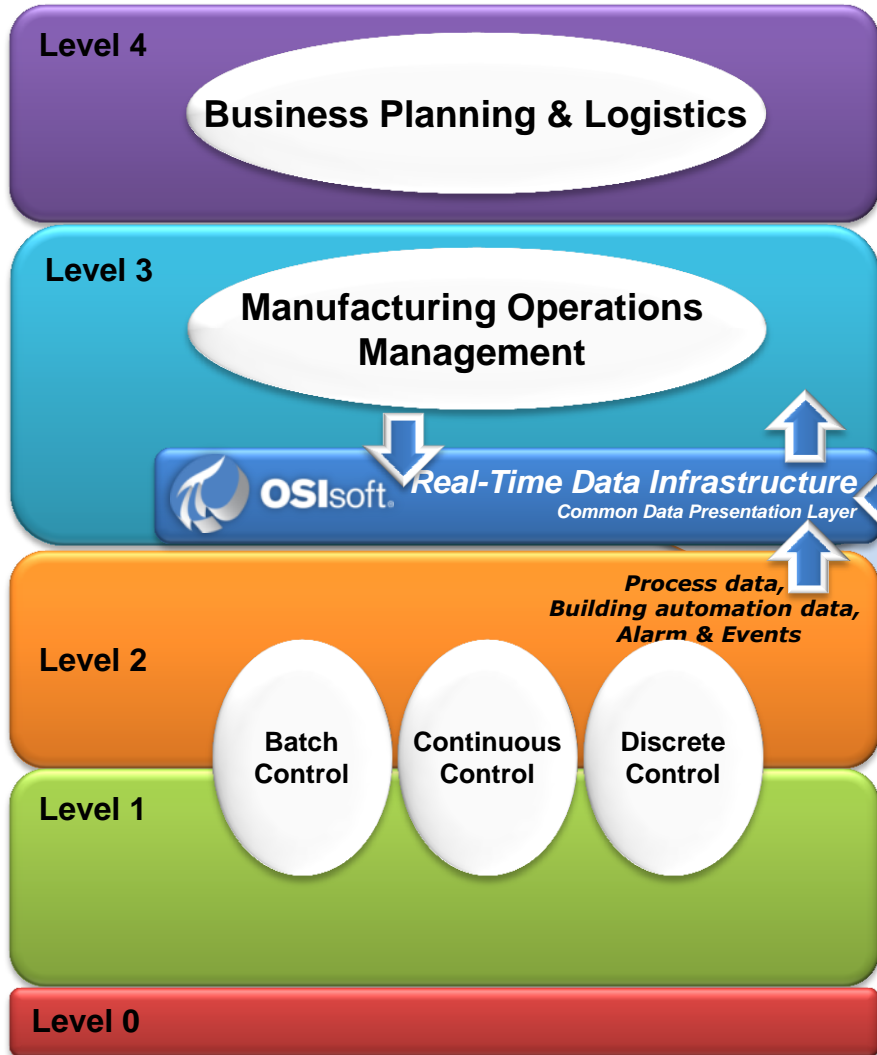 Level 4
Business Planning & Logistics
Level 3
Manufacturing Operations
Management
OSIsoft.
Real-Time Data Infrastructure
Common Data Presentation Layer
Process data,
Building automation data,
Alarm & Events
Level 2
Batch
Control
Continuous
Control
Discrete
Control
Level 1
Level 0